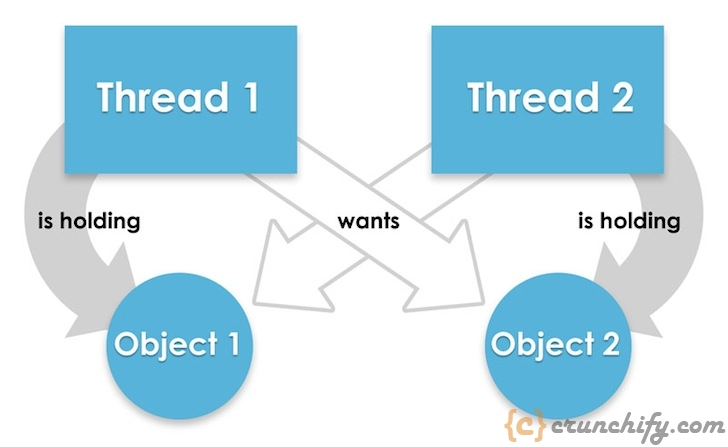 Thread 1
Thread 2
is holding
wants
is holding
Object 1
Object 2
{c} crunchify.com